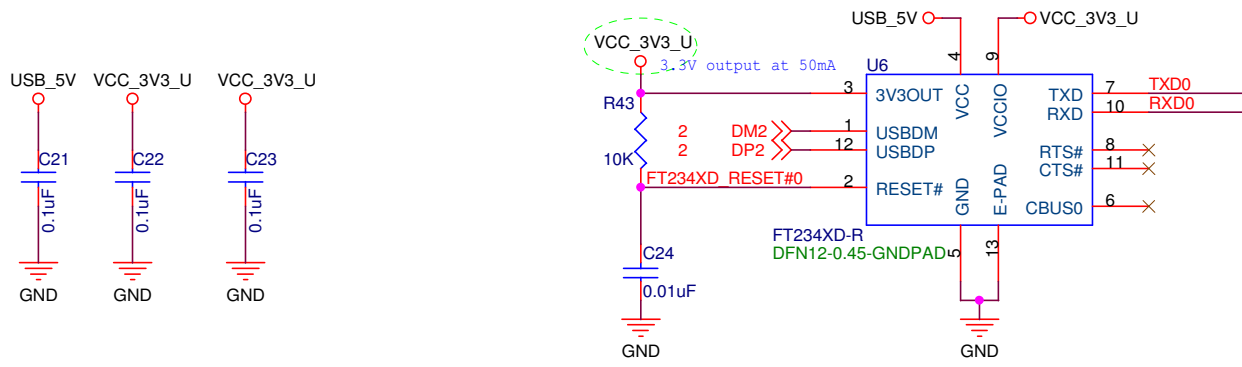 USB_5V
VCC_3V3_U
VCC_3V3_U
C21
0.1uF
GND
C22
0.1uF
GND
C23
0.1uF
GND
VCC_3V3_U
3.3V output at 50mA
R43
10K
2
DM2
2
DP2
FT234XD_RESET#0
C24
0.01uF
GND
USB_5V
VCC_3V3_U
U6
4
VCC
9
VCCIO
3
3V3OUT
1
USBDM
12
USBDP
2
RESET#
GND
5
E-PAD
13
TXD
7
TXD0
RXD
10
RXD0
RTS#
8
CTS#
11
CBUS0
6
FT234XD-R
DFN12-0.45-GNDPAD
GND